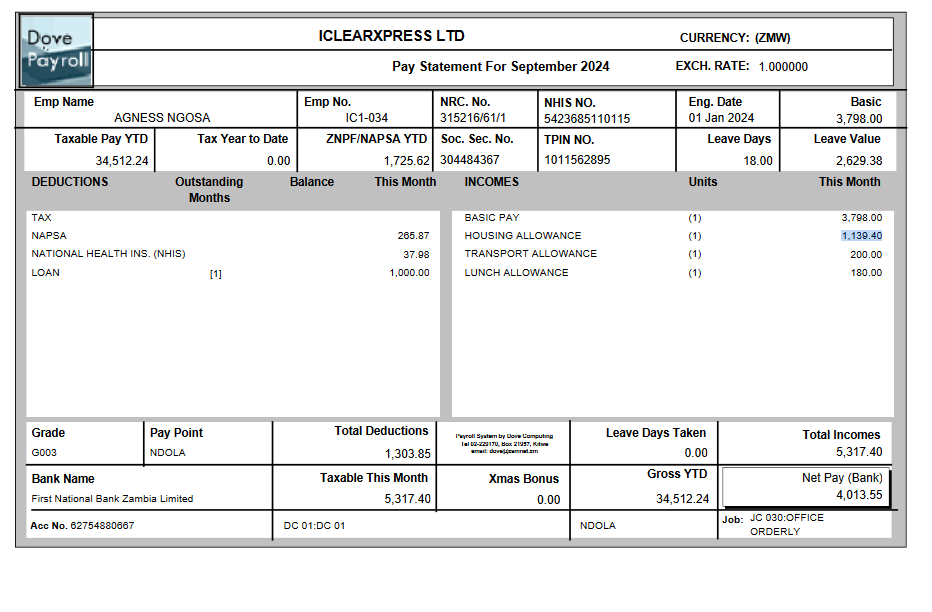 Dove
Payroll
ICLEARXPRESS LTD
CURRENCY: (ZMW)
Pay Statement For September 2024
EXCH. RATE: 1.000000
Emp Name
AGNESS NGOSA
Emp No.
IC1-034
NRC. No.
315216/61/1
NHIS NO.
5423685110115
Eng. Date
01 Jan 2024
Basic
3,798.00
Taxable Pay YTD
34,512.24
Tax Year to Date
0.00
ZNPF/NAPSA YTD
1,725.62
Soc. Sec. No.
304484367
TPIN NO.
1011562895
Leave Days
18.00
Leave Value
2,629.38
DEDUCTIONS Outstanding Months Balance This Month
INCOMES Units This Month
TAX
NAPSA 265.87
NATIONAL HEALTH INS. (NHIS) 37.98
LOAN [1] 1,000.00
BASIC PAY (1) 3,798.00
HOUSING ALLOWANCE (1) 1,139.40
TRANSPORT ALLOWANCE (1) 200.00
LUNCH ALLOWANCE (1) 180.00
Grade
G003
Pay Point
NDOLA
Total Deductions
1,303.85
Payroll System by Dove Computing
Tel 02-229170, Box 21957, Kitwe
email: dove@zamnet.zm
Leave Days Taken
0.00
Total Incomes
5,317.40
Bank Name
First National Bank Zambia Limited
Taxable This Month
5,317.40
Xmas Bonus
0.00
Gross YTD
34,512.24
Net Pay (Bank)
4,013.55
Acc No. 62754880667
DC 01:DC 01
NDOLA
Job: JC 030:OFFICE
ORDERLY